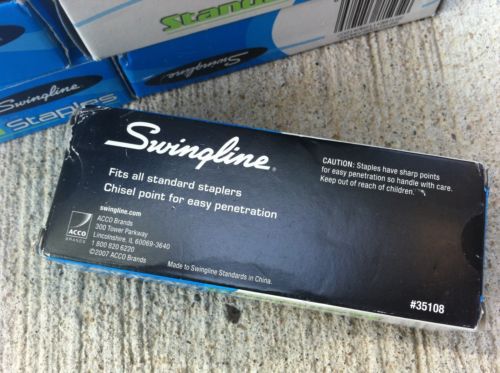 Standa
Swingline
Swingline
Staples
Swingline®
Fits all standard staplers
Chisel point for easy penetration
CAUTION: Staples have sharp points
for easy penetration so handle with care.
Keep out of reach of children.
swingline.com
ACCO Brands
300 Tower Parkway
Lincolnshire, IL 60069-3640
1 800 820 6220
©2007 ACCO Brands
ACCO
BRANDS
Made to Swingline Standards in China.
#35108